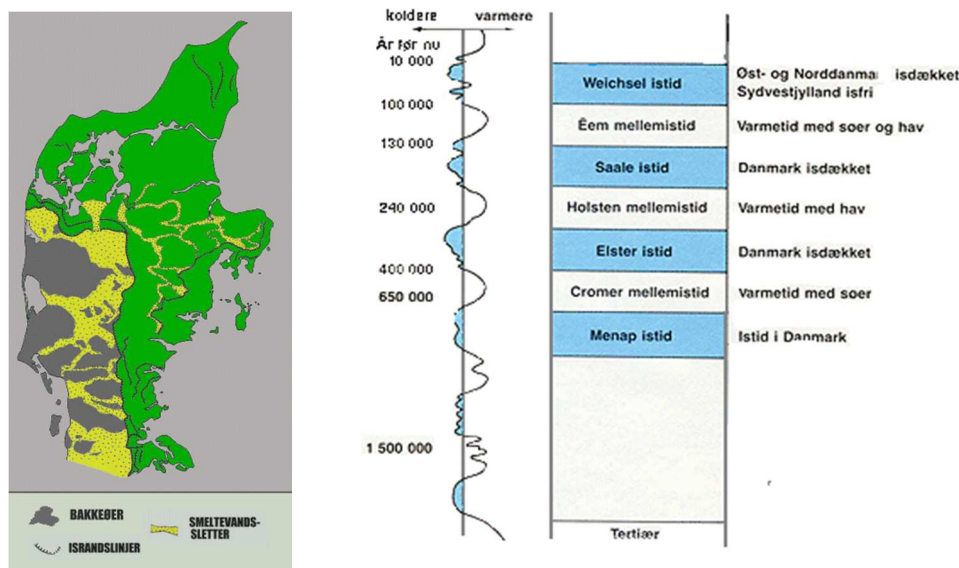 BAKKEØER
ISRANDSLINJER
SMELTEVANDS-
SLETTER
koldere varmere
År før nu
10 000
100 000
130 000
240 000
400 000
650 000
1 500 000
Weichsel istid
Êem mellemistid
Saale istid
Holsten mellemistid
Elster istid
Cromer mellemistid
Menap istid
Tertiær
Øst- og Norddanma isdækket
Sydvestjylland isfri
Varmetid med søer og hav
Danmark isdækket
Varmetid med hav
Danmark isdækket
Varmetid med søer
Istid i Danmark